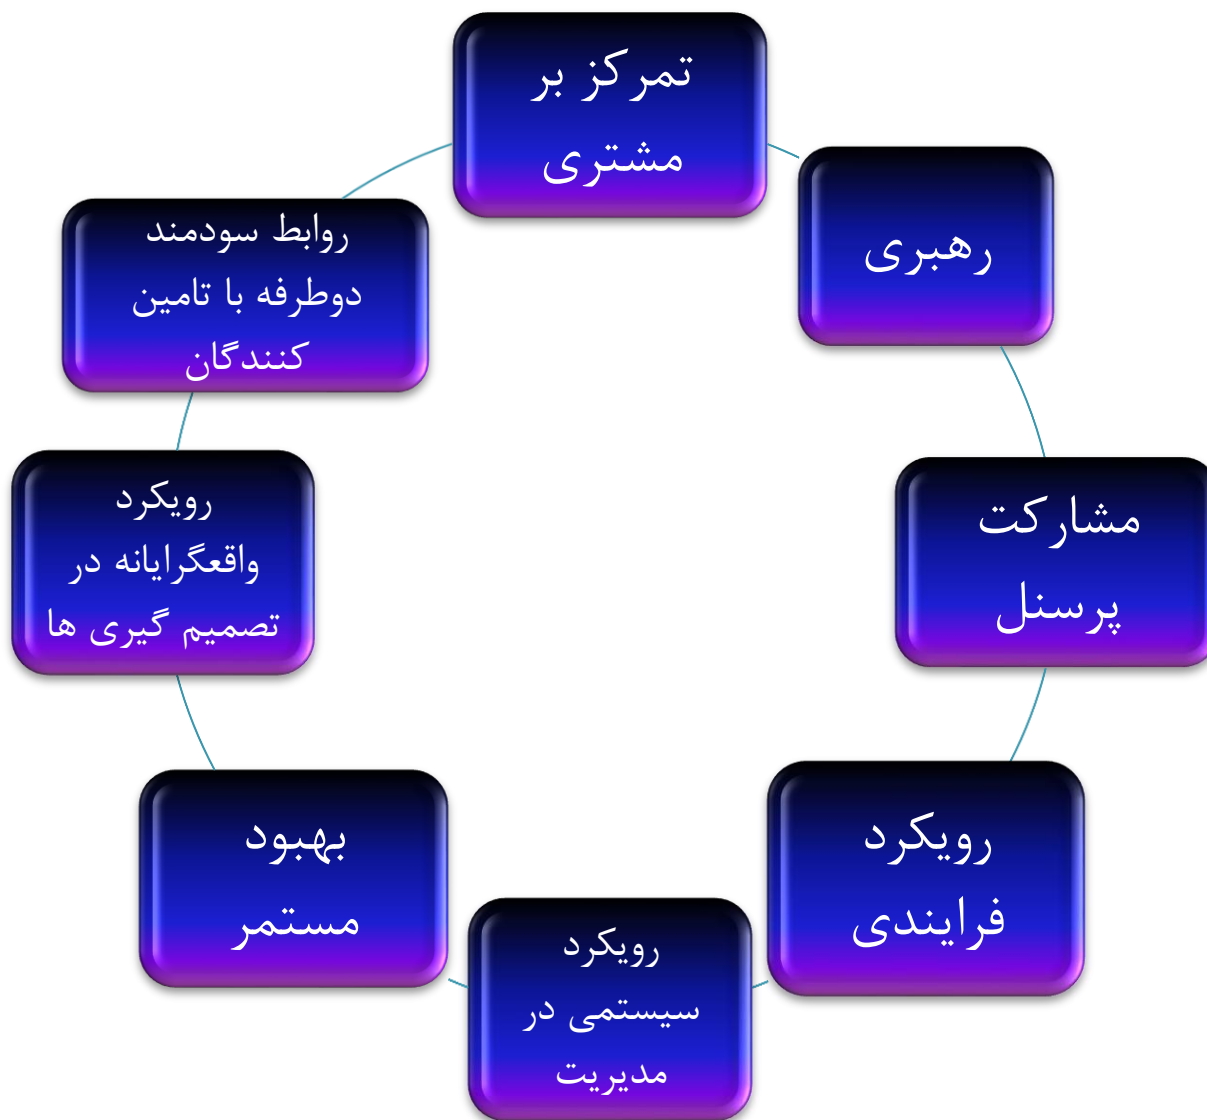 تمرکز بر
مشتری
رهبری
مشارکت
پرسنل
رویکرد
فرایندی
رویکرد
سیستمی در
مدیریت
بهبود
مستمر
رویکرد
واقعگرایانه در
تصمیم گیری ها
روابط سودمند
دوطرفه با تامین
کنندگان